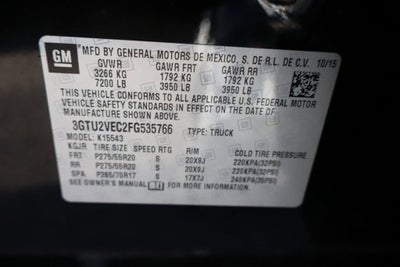 GM
MFD BY GENERAL MOTORS DE MEXICO, S. DE R.L. DE C.V. 10/15
GVWR GAWR FRT GAWR RR
3266 KG 1792 KG 1792 KG
7200 LB 3950 LB 3950 LB
THIS VEHICLE CONFORMS TO ALL APPLICABLE U.S. FEDERAL MOTOR
VEHICLE SAFETY STANDARDS IN EFFECT ON THE DATE OF
MANUFACTURE SHOWN ABOVE.
3GTU2VEC2FG535766 TYPE: TRUCK
MODEL: K15543
KGJR TIRE SIZE SPEED RTG RIM COLD TIRE PRESSURE
FRT P275/55R20 S 20X9J 220KPA(32PSI)
RR P275/55R20 S 20X9J 220KPA(32PSI)
SPA P265/70R17 S 17X7J 240KPA(35PSI)
SEE OWNER'S MANUAL FOR ADDITIONAL INFORMATION.